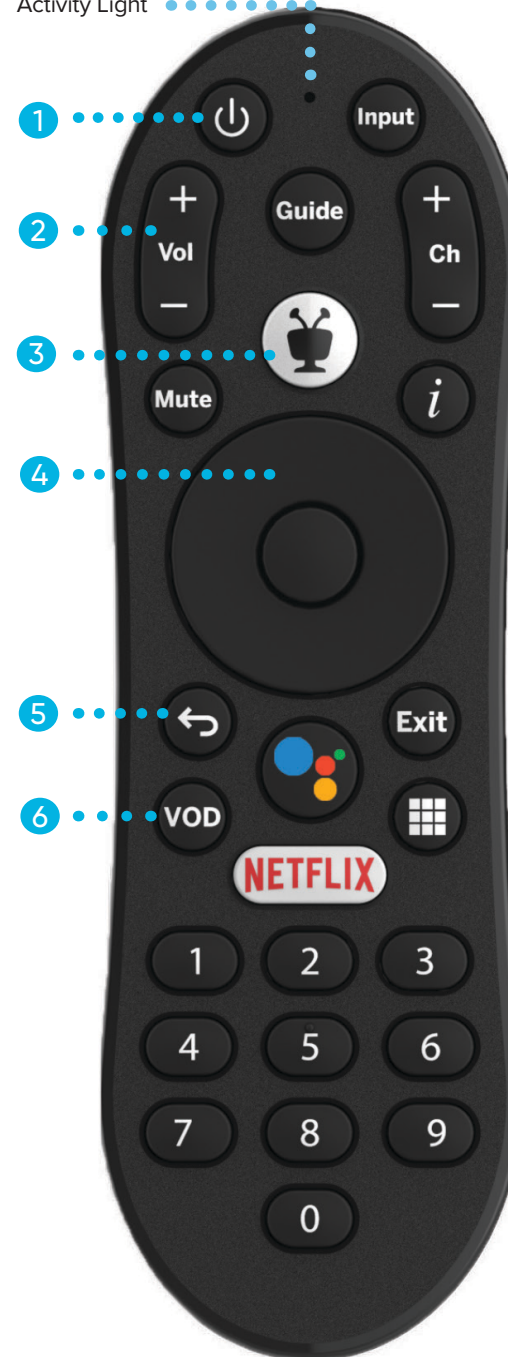 Activity Light
1
Input
+
Guide
+
2
Vol
Ch
−
−
3
Mute
i
4
5
Exit
6
VOD
NETFLIX
1 2 3
4 5 6
7 8 9
0